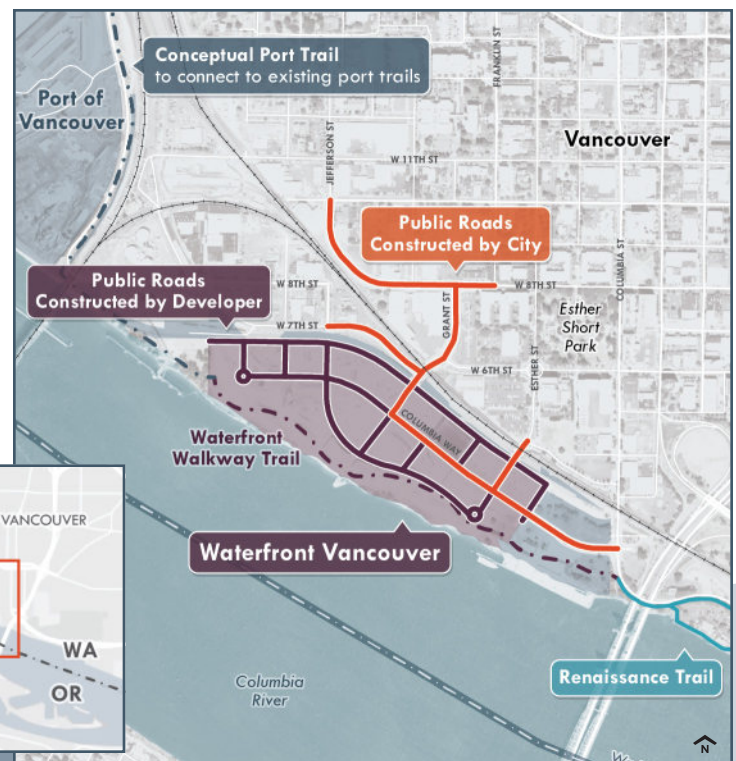 Conceptual Port Trail
to connect to existing port trails
Port of
Vancouver
FRANKLIN ST
Vancouver
JEFFERSON ST
W 11TH ST
Public Roads
Constructed by City
Public Roads
Constructed by Developer
W 8TH ST
W 8TH ST
COLUMBIA ST
GRANT ST
Esther
Short
Park
W 7TH ST
W 6TH ST
ESTHER ST
COLUMBIA WAY
Waterfront
Walkway Trail
Waterfront Vancouver
VANCOUVER
WA
OR
Columbia
River
Renaissance Trail
N